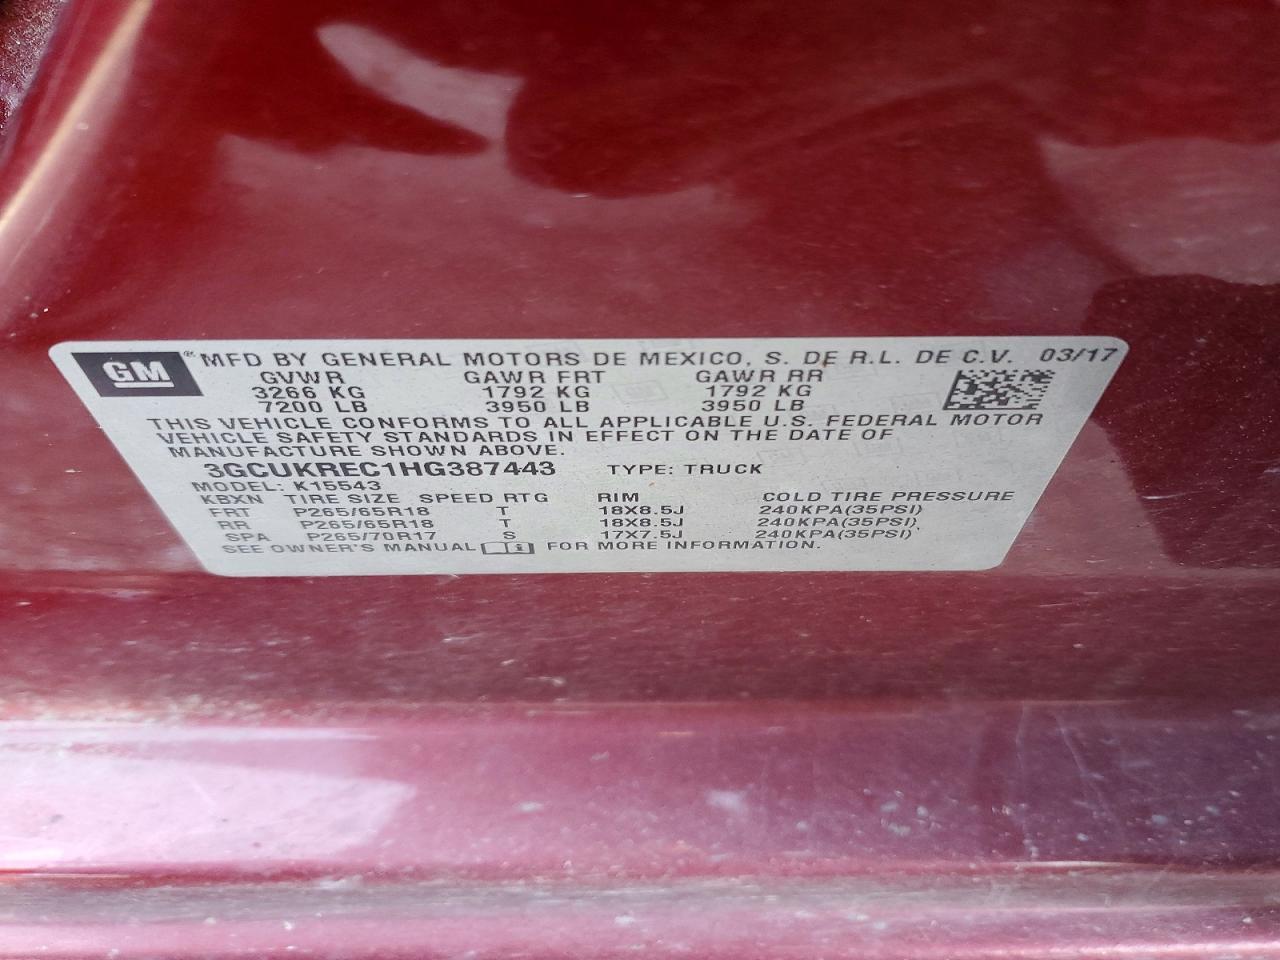 GM ® MFD BY GENERAL MOTORS DE MEXICO, S. DE R.L. DE C.V. 03/17
GVWR GAWR FRT GAWR RR
3266 KG 1792 KG 1792 KG
7200 LB 3950 LB 3950 LB
THIS VEHICLE CONFORMS TO ALL APPLICABLE U.S. FEDERAL MOTOR
VEHICLE SAFETY STANDARDS IN EFFECT ON THE DATE OF
MANUFACTURE SHOWN ABOVE.
3GCUKREC1HG387443 TYPE: TRUCK
MODEL: K15543
KBXN TIRE SIZE SPEED RTG RIM COLD TIRE PRESSURE
FRT P265/65R18 T 18X8.5J 240KPA(35PSI)
RR P265/65R18 T 18X8.5J 240KPA(35PSI)
SPA P265/70R17 S 17X7.5J 240KPA(35PSI)
SEE OWNER'S MANUAL FOR MORE INFORMATION.